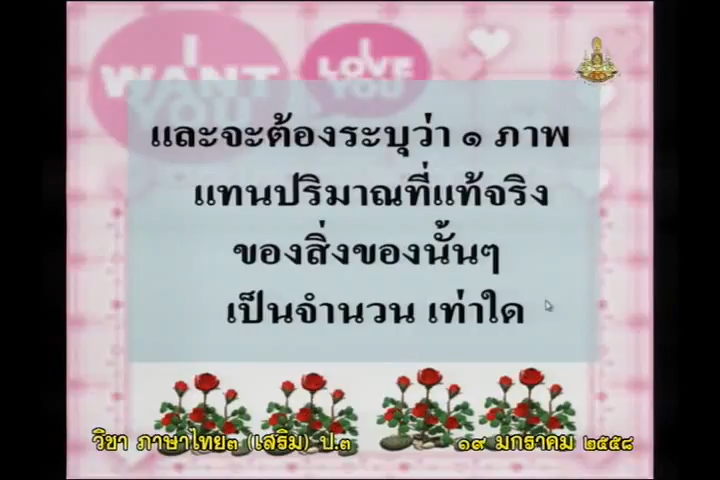 I
WANT
YOU
I
LOVE
YOU
และจะต้องระบุว่า ๑ ภาพ
แทนปริมาณที่แท้จริง
ของสิ่งของนั้นๆ
เป็นจำนวน เท่าใด
วิชา ภาษาไทย๓ (เสริม) ป.๓
๑๙ มกราคม ๒๕๕๘